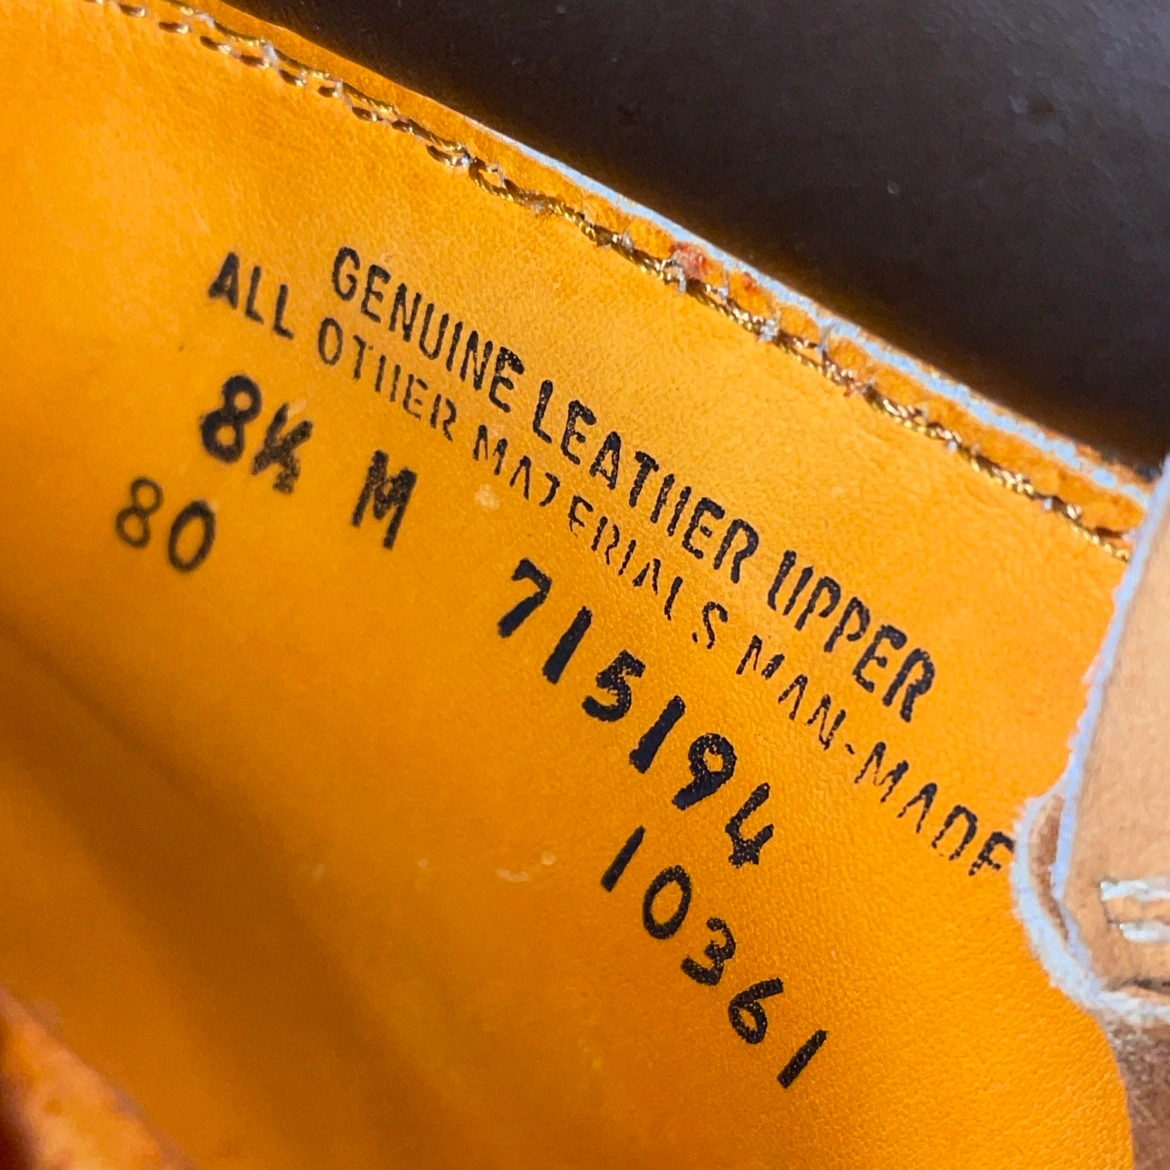 GENUINE LEATHER UPPER
ALL OTHER MATERIALS MAN-MADE
8½ M 715194
80 10361